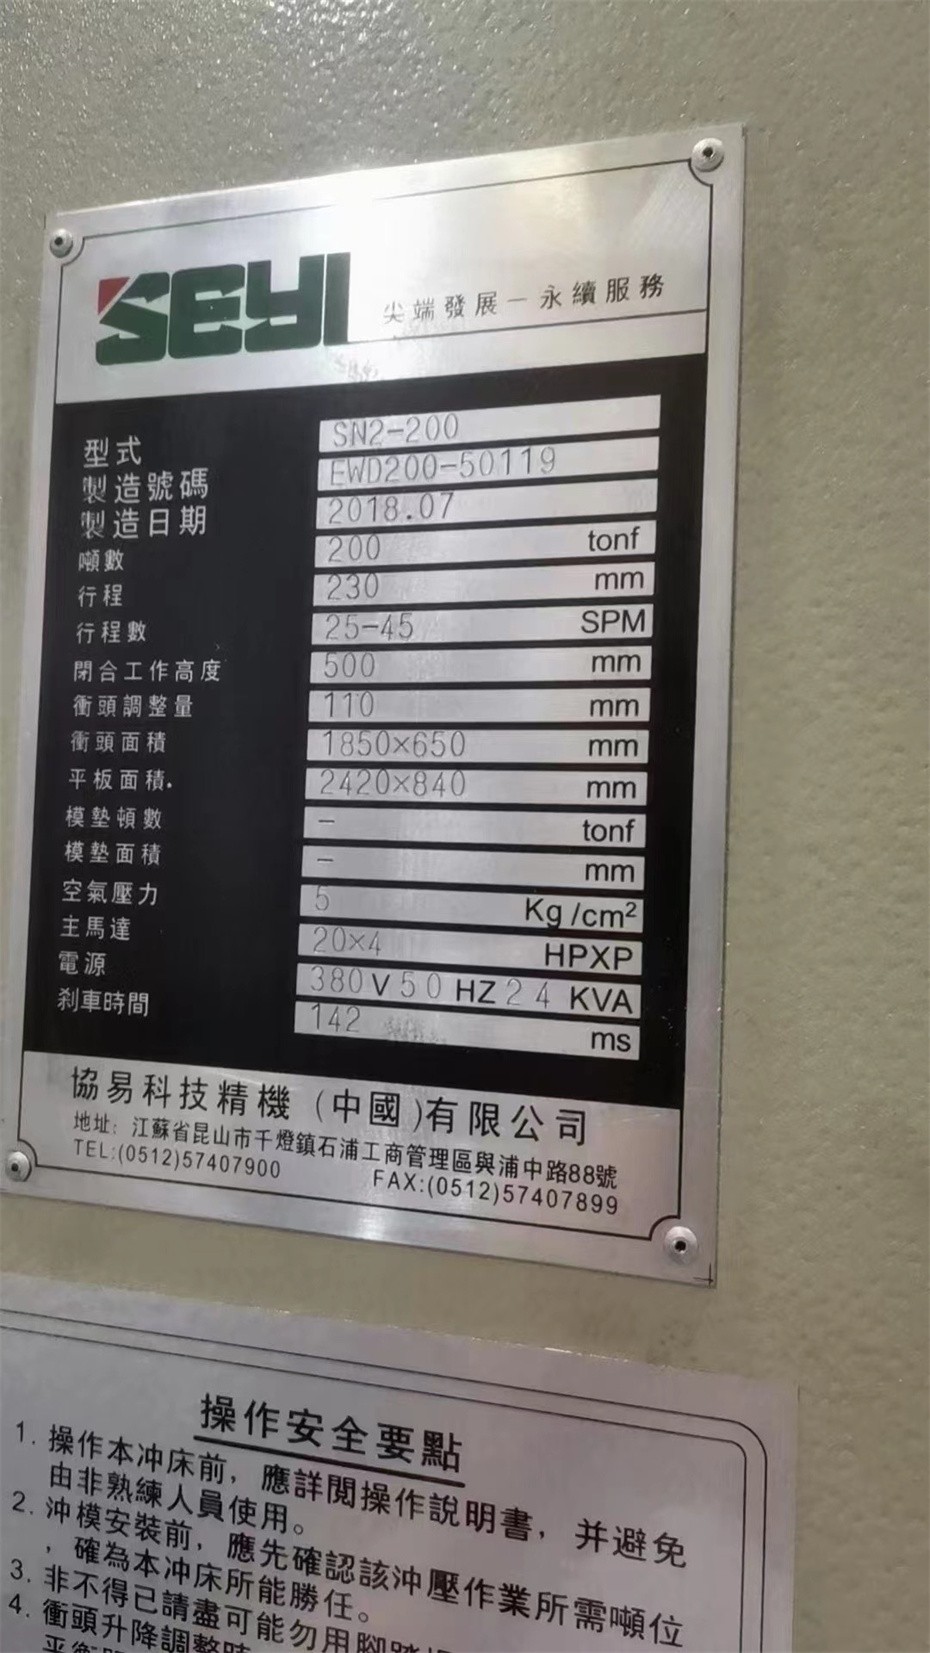 SEYI 尖端發展－永續服務
型式 SN2-200
製造號碼 EWD200-50119
製造日期 2018.07
噸數 200 tonf
行程 230 mm
行程數 25-45 SPM
閉合工作高度 500 mm
衝頭調整量 110 mm
衝頭面積 1850×650 mm
平板面積. 2420×840 mm
模墊頓數 - tonf
模墊面積 - mm
空氣壓力 5 Kg/cm²
主馬達 20×4 HPXP
電源 380 V 50 HZ 24 KVA
刹車時間 142 ms
協易科技精機(中國)有限公司
地址: 江蘇省昆山市千燈鎮石浦工商管理區與浦中路88號
TEL:(0512)57407900 FAX:(0512)57407899
操作安全要點
1. 操作本冲床前，應詳閲操作說明書，并避免
由非熟練人員使用。
2. 沖模安裝前，應先確認該沖壓作業所需噸位
，確為本冲床所能勝任。
3. 非不得已請盡可能勿用腳踏
4. 衝頭升降調整時
平衡